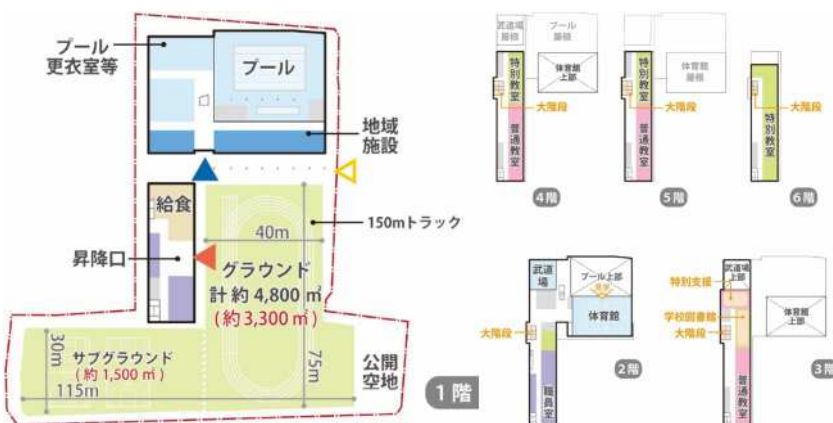 プール
更衣室等
プール
地域
施設
給食
150mトラック
40m
昇降口
グラウンド
計 約 4,800 ㎡
(約 3,300 ㎡)
30m
サブグラウンド
(約 1,500 ㎡)
75m
公開
空地
115m
1階
武道場
屋根
プール
屋根
特別教室
体育館
上部
大階段
普通教室
4階
特別教室
体育館
屋根
大階段
普通教室
5階
特別教室
大階段
6階
武道
場
プール上部
体育館
大階段
職員室
2階
武道場
上部
特別支援
学校図書館
大階段
体育館
上部
普通教室
3階